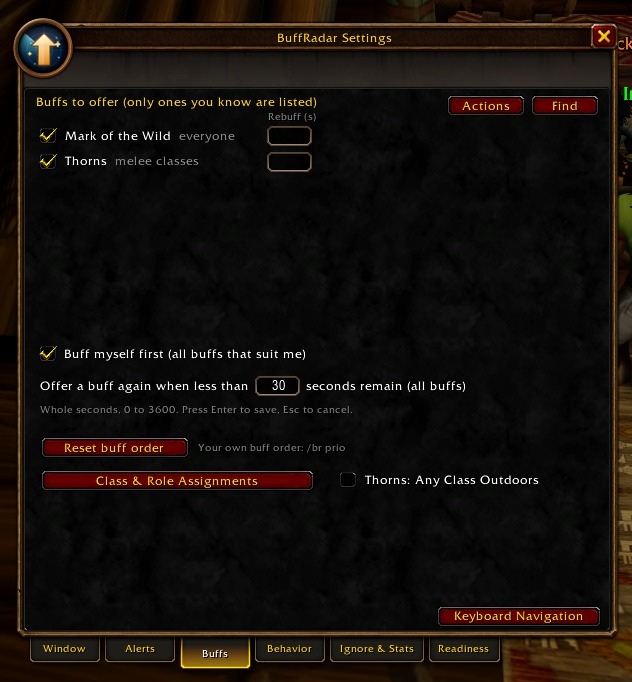 BuffRadar Settings
Buffs to offer (only ones you know are listed)
Actions
Find
Rebuff (s)
Mark of the Wild everyone
Thorns melee classes
Buff myself first (all buffs that suit me)
Offer a buff again when less than 30 seconds remain (all buffs)
Whole seconds, 0 to 3600. Press Enter to save, Esc to cancel.
Reset buff order
Your own buff order: /br prio
Class & Role Assignments
Thorns: Any Class Outdoors
Keyboard Navigation
Window
Alerts
Buffs
Behavior
Ignore & Stats
Readiness